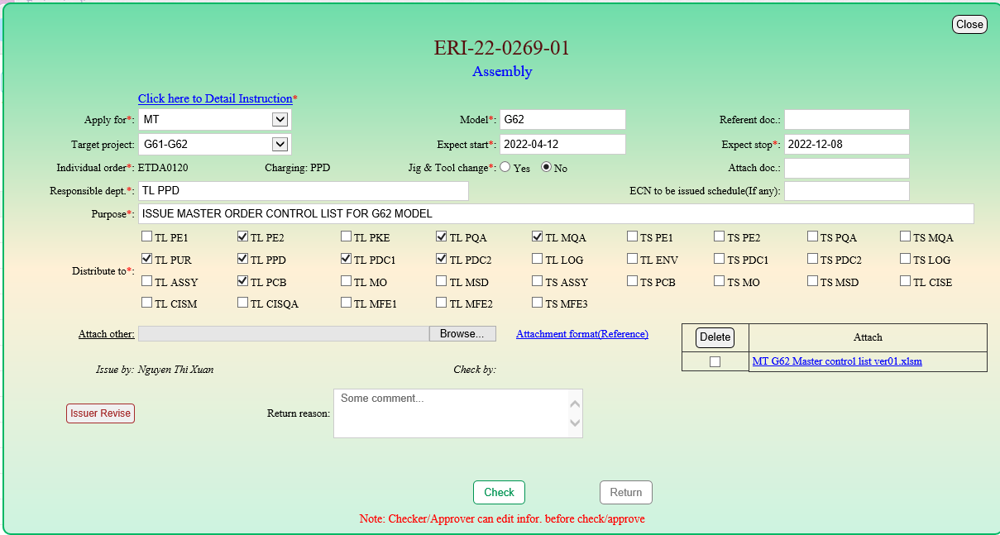 Close
ERI-22-0269-01
Assembly
Click here to Detail Instruction*
Apply for*: MT Model*: G62 Referent doc.:
Target project: G61-G62 Expect start*: 2022-04-12 Expect stop*: 2022-12-08
Individual order*: ETDA0120 Charging: PPD Jig & Tool change*: Yes No Attach doc.:
Responsible dept.*: TL PPD ECN to be issued schedule(If any):
Purpose*: ISSUE MASTER ORDER CONTROL LIST FOR G62 MODEL
TL PE1 TL PE2 TL PKE TL PQA TL MQA TS PE1 TS PE2 TS PQA TS MQA
TL PUR TL PPD TL PDC1 TL PDC2 TL LOG TL ENV TS PDC1 TS PDC2 TS LOG
Distribute to*:
TL ASSY TL PCB TL MO TL MSD TS ASSY TS PCB TS MO TS MSD TL CISE
TL CISM TL CISQA TL MFE1 TL MFE2 TS MFE3
Attach other: Browse... Attachment format(Reference) Delete Attach
MT G62 Master control list ver01.xlsm
Issue by: Nguyen Thi Xuan Check by:
Issuer Revise Return reason: Some comment...
Check Return
Note: Checker/Approver can edit infor. before check/approve